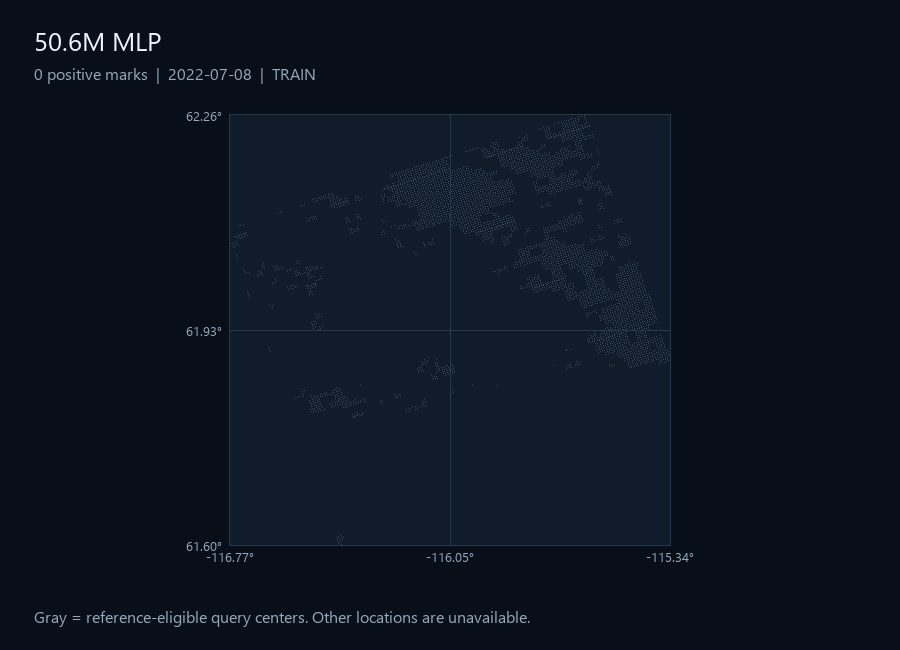 50.6M MLP
0 positive marks | 2022-07-08 | TRAIN
62.26°
61.93°
61.60°
-116.77° -116.05° -115.34°
Gray = reference-eligible query centers. Other locations are unavailable.